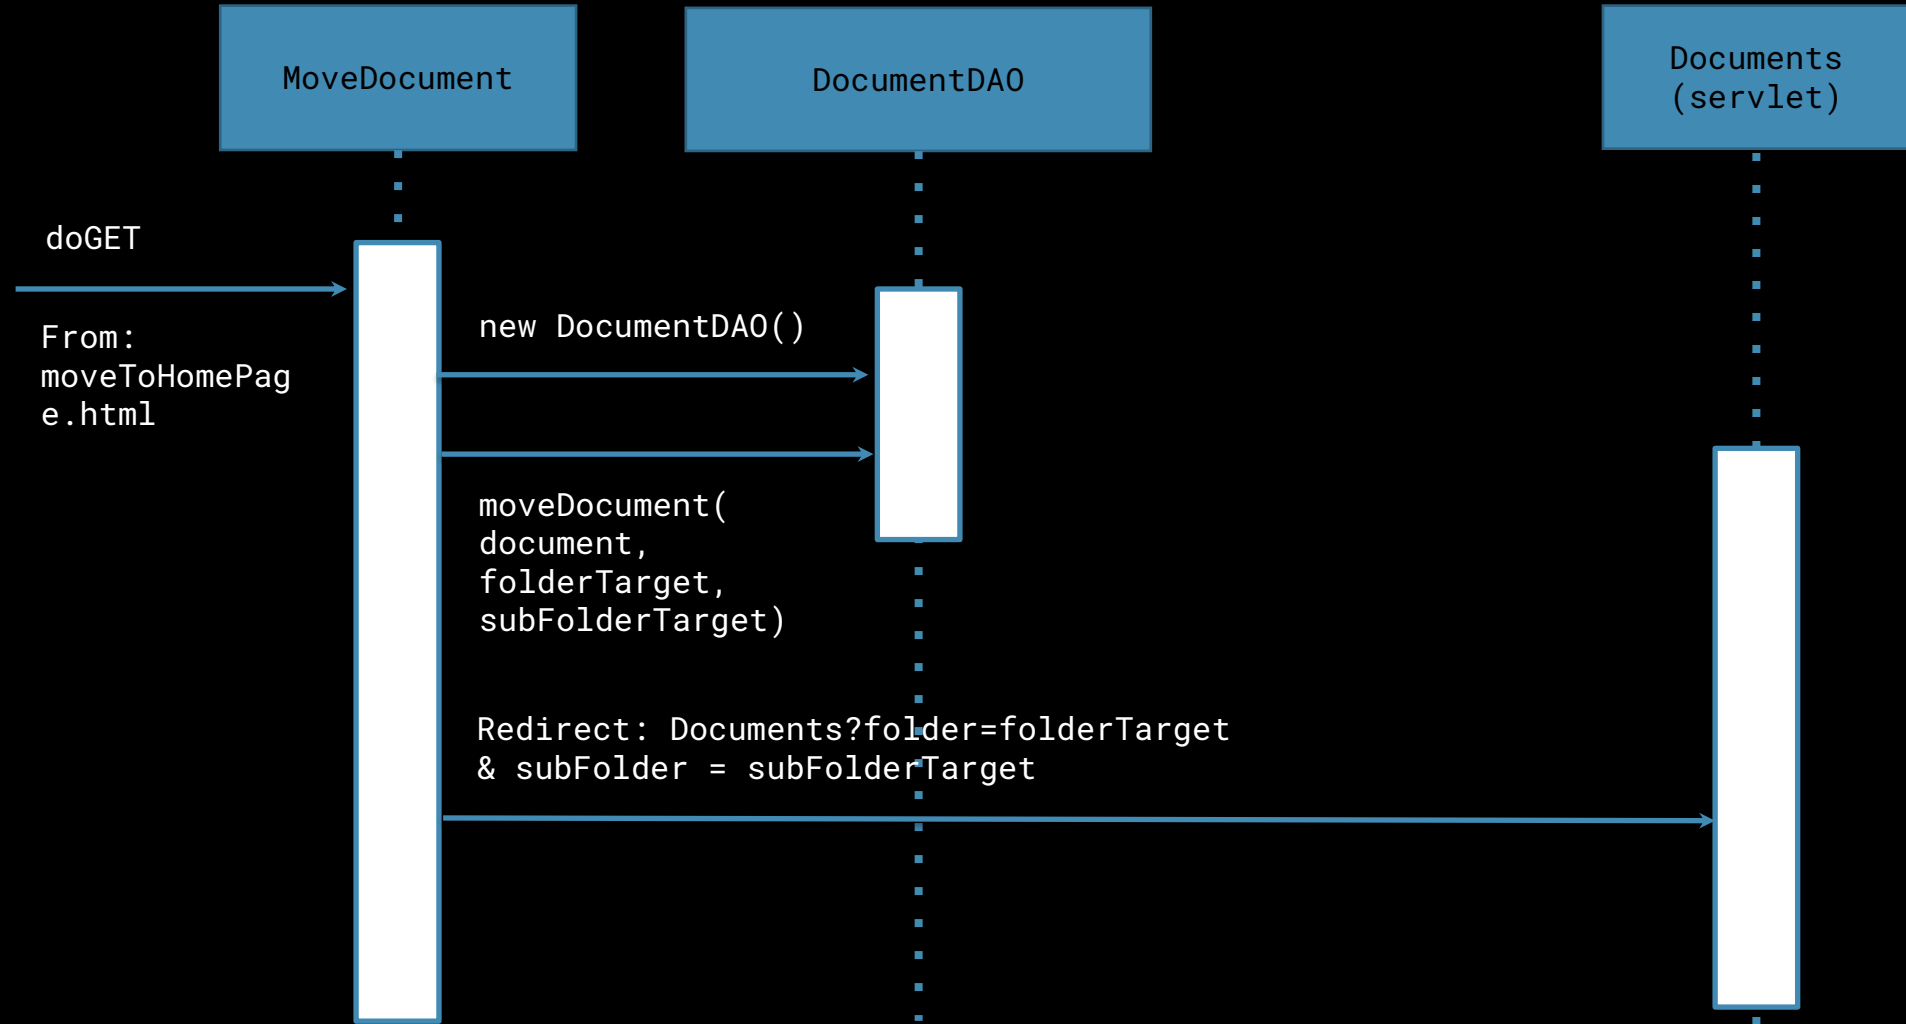 MoveDocument
DocumentDAO
Documents
(servlet)
doGET
From:
moveToHomePag
e.html
new DocumentDAO()
moveDocument(
document,
folderTarget,
subFolderTarget)
Redirect: Documents?folder=folderTarget
& subFolder = subFolderTarget